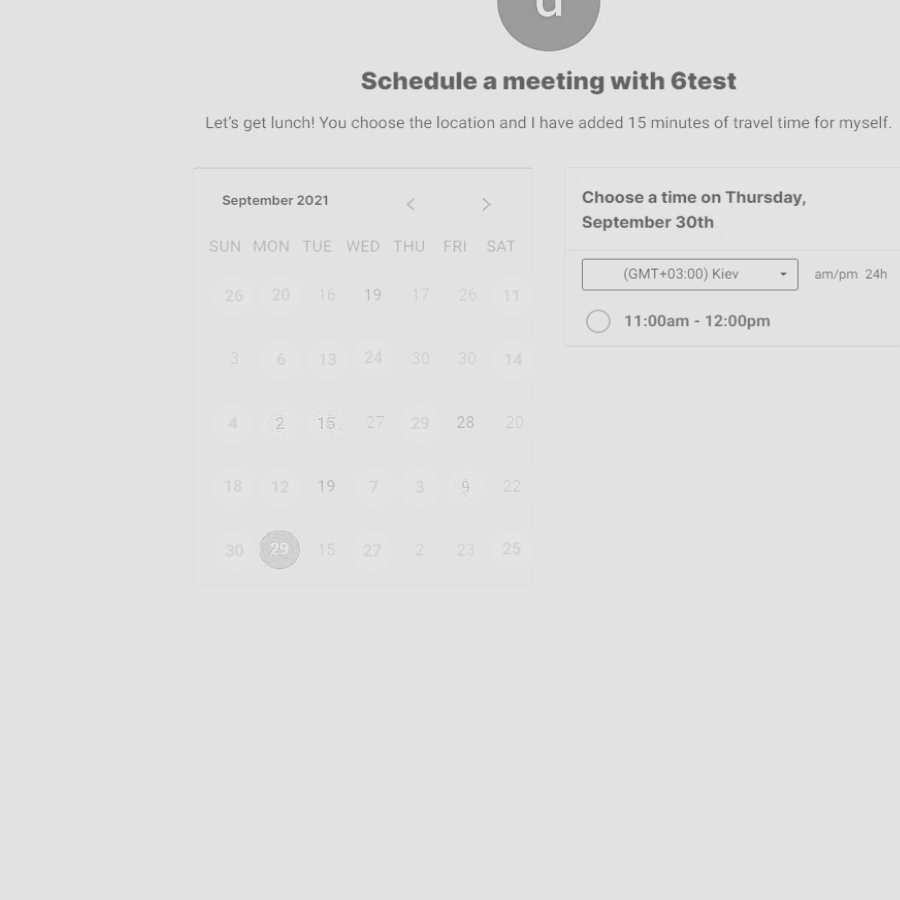 d
Schedule a meeting with 6test
Let's get lunch! You choose the location and I have added 15 minutes of travel time for myself.
September 2021
SUN MON TUE WED THU FRI SAT
26 20 16 19 17 26 11
3 6 13 24 30 30 14
4 2 15 27 29 28 20
18 12 19 7 3 9 22
30 29 15 27 2 23 25
Choose a time on Thursday,
September 30th
(GMT+03:00) Kiev am/pm 24h
11:00am - 12:00pm